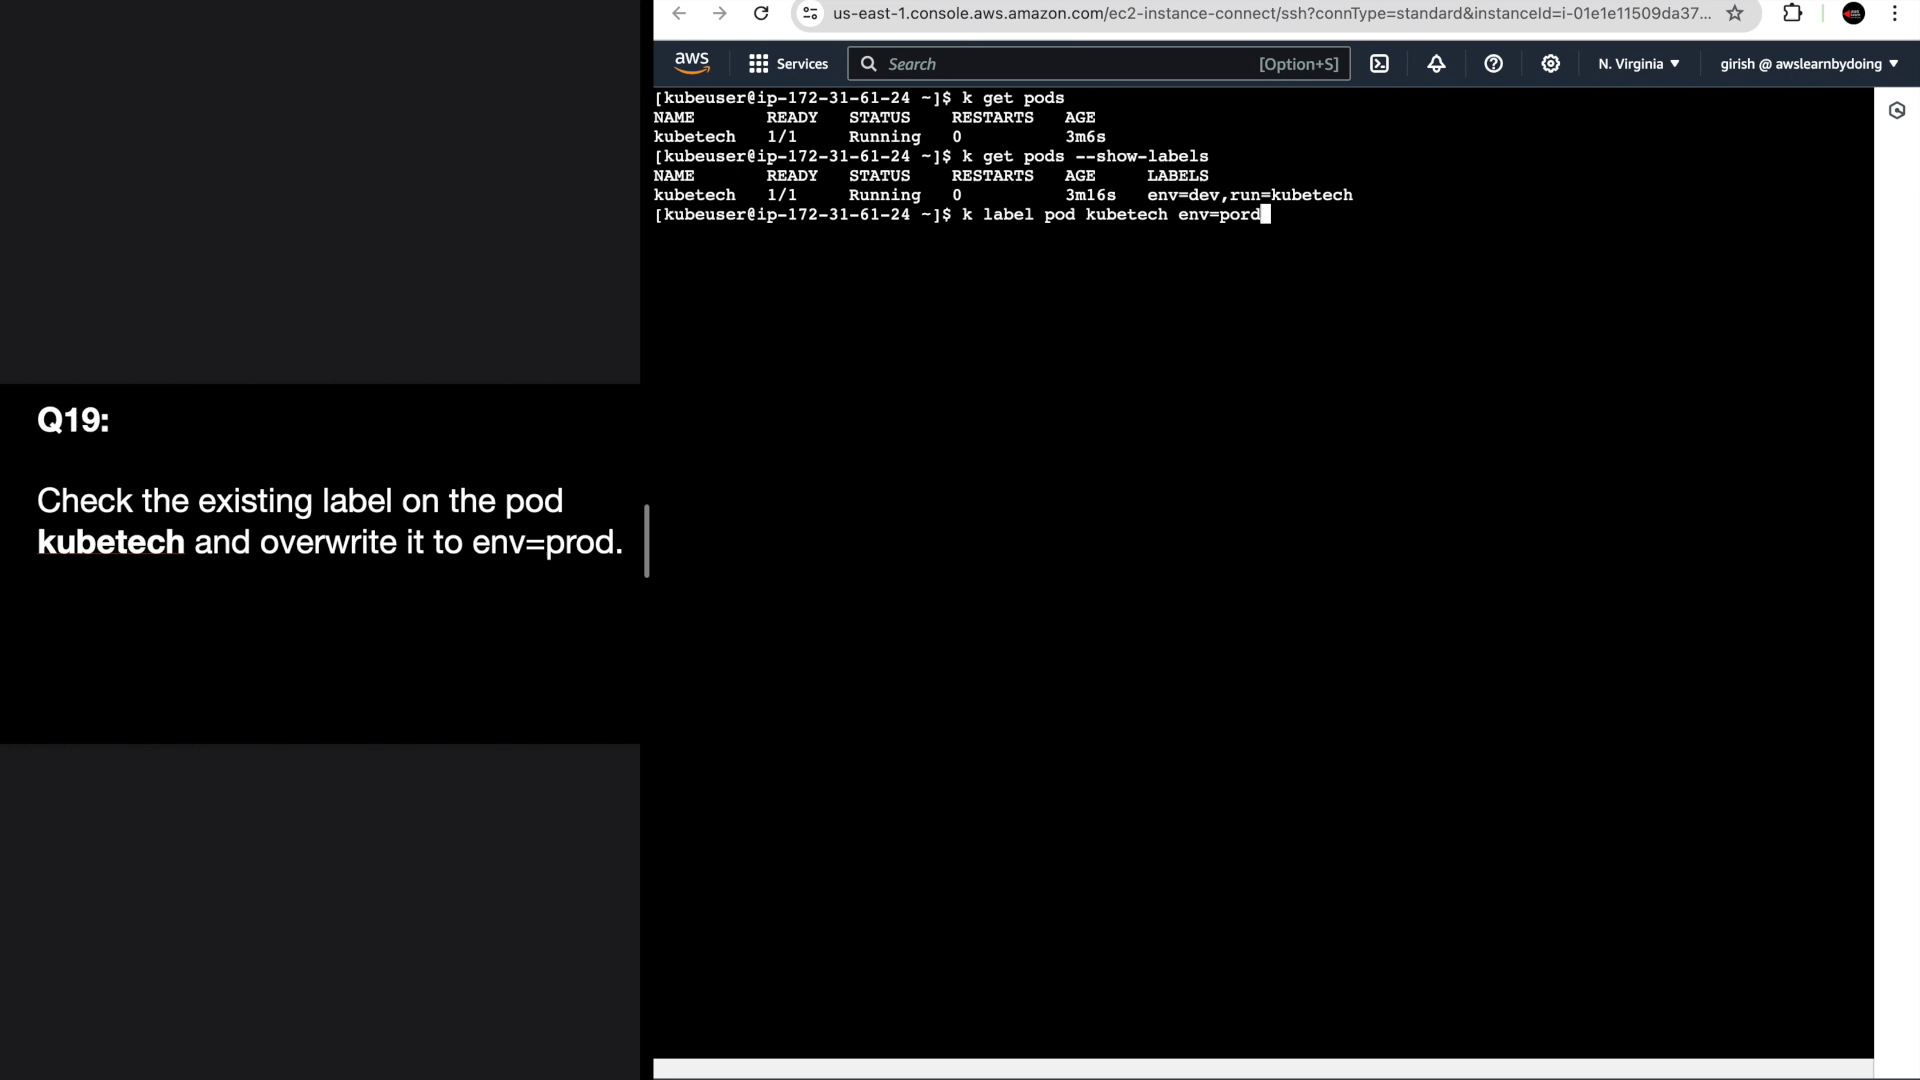 us-east-1.console.aws.amazon.com/ec2-instance-connect/ssh?connType=standard&instanceId=i-01e1e11509da37...
aws Services Search [Option+S] N. Virginia girish @ awslearnbydoing
[kubeuser@ip-172-31-61-24 ~]$ k get pods
NAME READY STATUS RESTARTS AGE
kubetech 1/1 Running 0 3m6s
[kubeuser@ip-172-31-61-24 ~]$ k get pods --show-labels
NAME READY STATUS RESTARTS AGE LABELS
kubetech 1/1 Running 0 3m16s env=dev,run=kubetech
[kubeuser@ip-172-31-61-24 ~]$ k label pod kubetech env=pord
Q19:
Check the existing label on the pod
kubetech and overwrite it to env=prod.